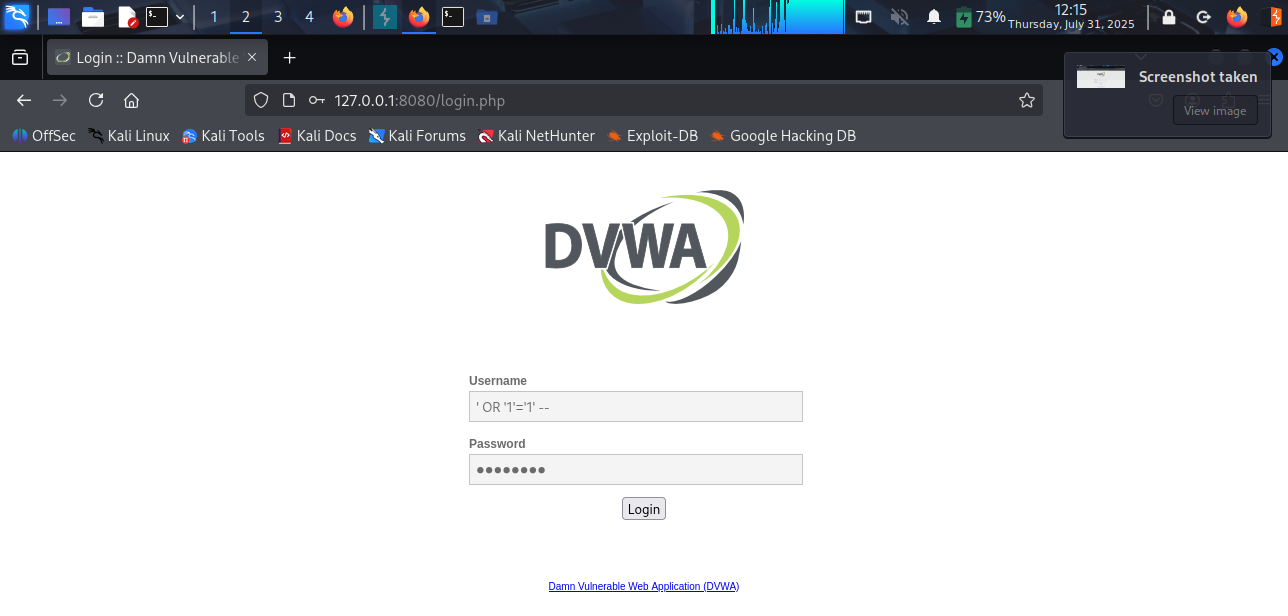 1 2 3 4 73% 12:15
Thursday, July 31, 2025
Login :: Damn Vulnerable
Screenshot taken
View image
127.0.0.1:8080/login.php
OffSec Kali Linux Kali Tools Kali Docs Kali Forums Kali NetHunter Exploit-DB Google Hacking DB
DVWA
Username
' OR '1'='1' --
Password
●●●●●●●●
Login
Damn Vulnerable Web Application (DVWA)